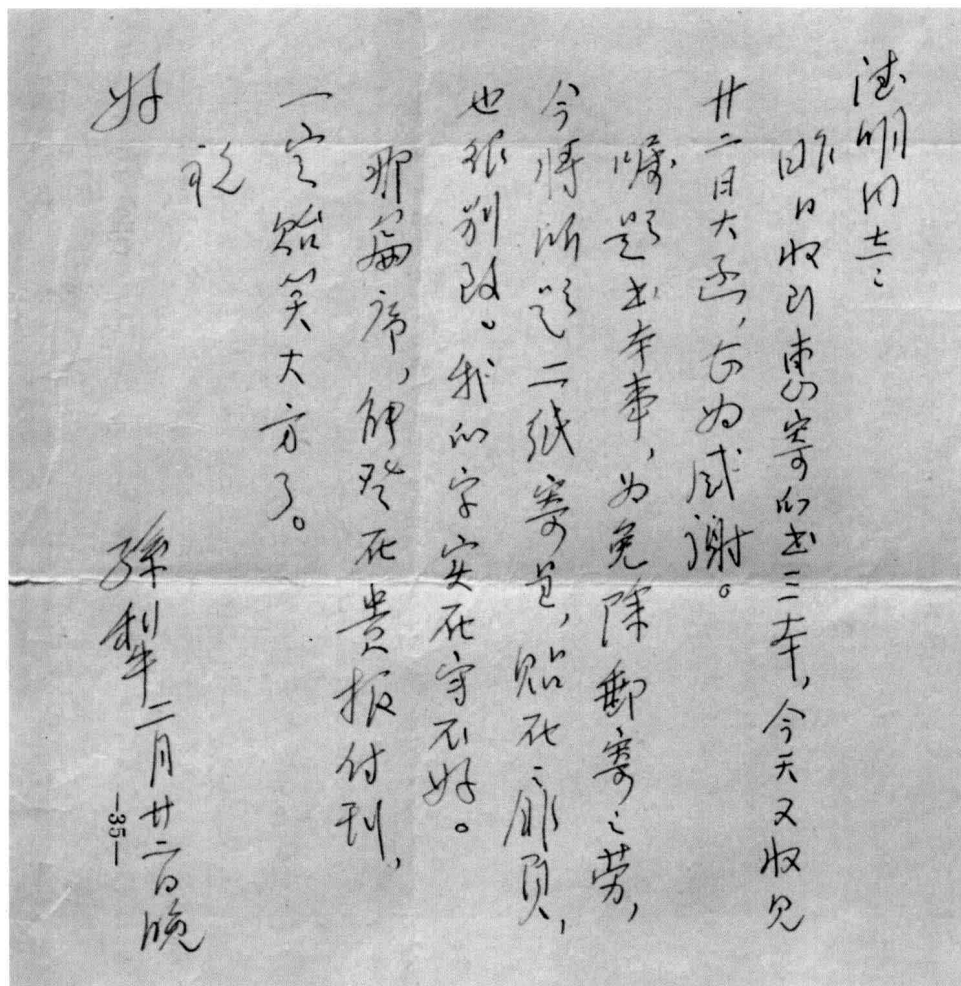 德明同志：
昨日收到惠寄的书三本，今天又收见
廿二日大函，甚为感谢。
嘱题书本事，为免除邮寄之劳，
今将所题二纸寄呈，贴在扉页，
也很别致。我的字实在写不好。
那篇序，能登在贵报付刊，
一定贻笑大方了。
祝
好
孙犁 二月廿二日晚
—35—